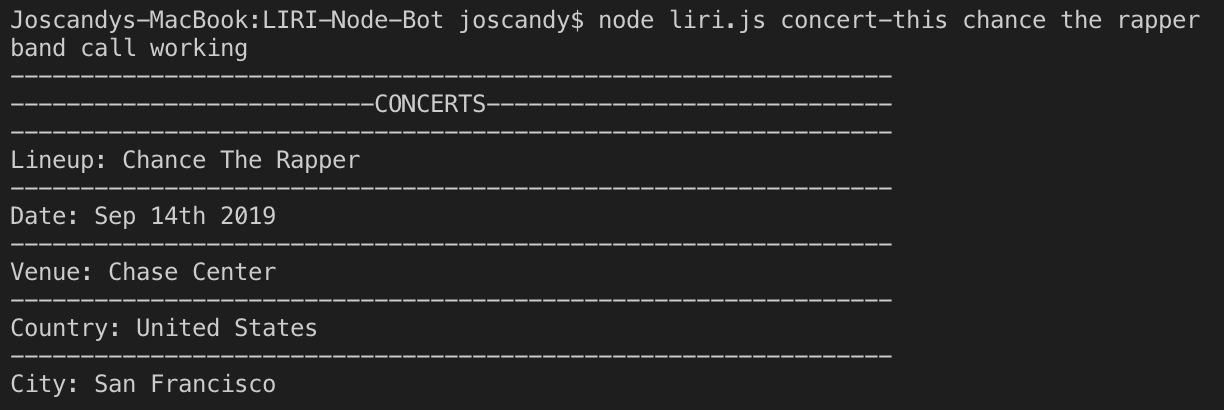 Joscandys-MacBook:LIRI-Node-Bot joscandy$ node liri.js concert-this chance the rapper
band call working
---------------------------------------------------------------
--------------------------CONCERTS-----------------------------
---------------------------------------------------------------
Lineup: Chance The Rapper
---------------------------------------------------------------
Date: Sep 14th 2019
---------------------------------------------------------------
Venue: Chase Center
---------------------------------------------------------------
Country: United States
---------------------------------------------------------------
City: San Francisco